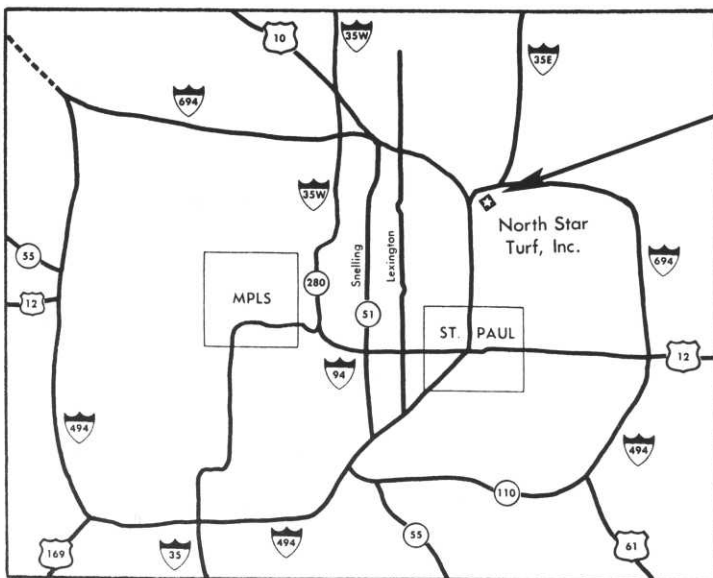 10
35W
35E
694
35W
North Star
Turf, Inc.
55
694
280
Snelling
Lexington
12
MPLS
51
ST. PAUL
12
94
494
494
110
494
55
169
35
61